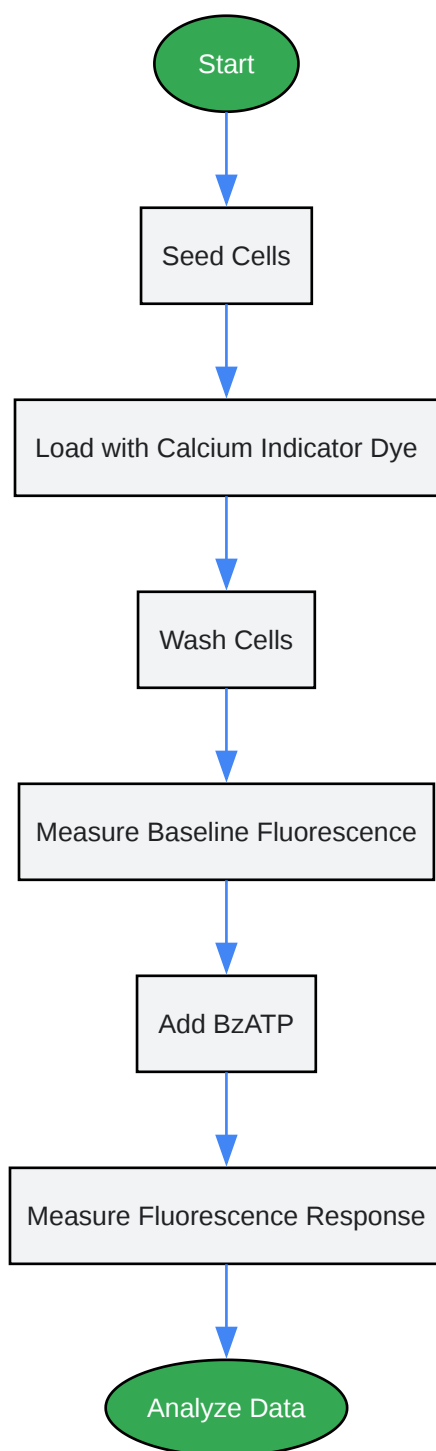 Start
Seed Cells
Load with Calcium Indicator Dye
Wash Cells
Measure Baseline Fluorescence
Add BzATP
Measure Fluorescence Response
Analyze Data